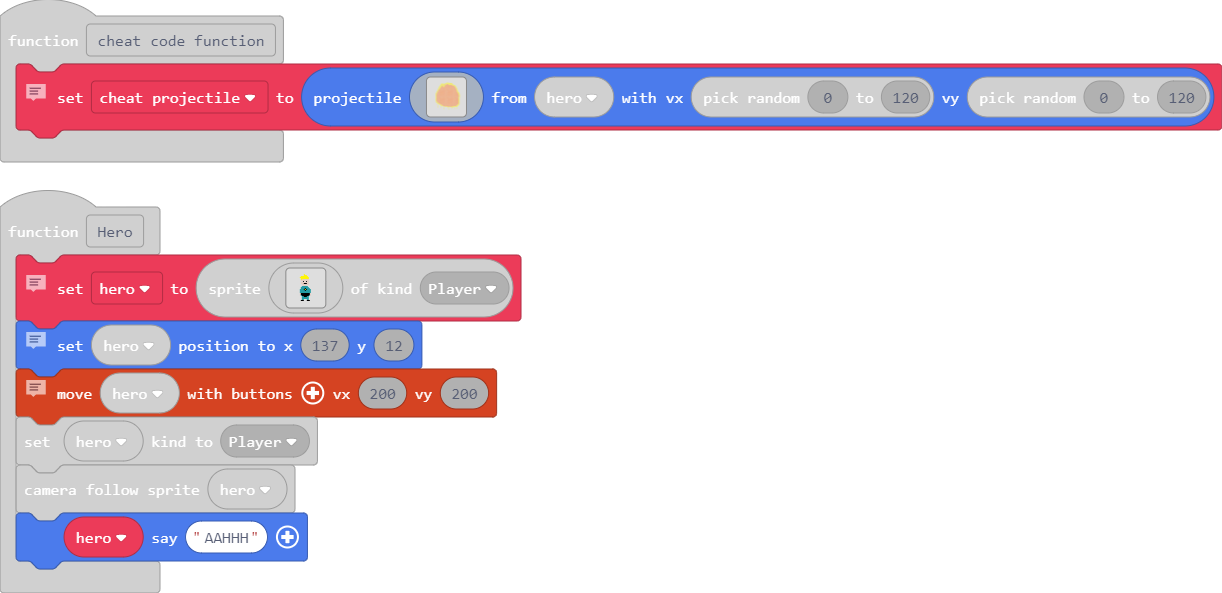 function cheat code function
set cheat projectile to projectile from hero with vx pick random 0 to 120 vy pick random 0 to 120
function Hero
set hero to sprite of kind Player
set hero position to x 137 y 12
move hero with buttons vx 200 vy 200
set hero kind to Player
camera follow sprite hero
hero say "AAHHH"